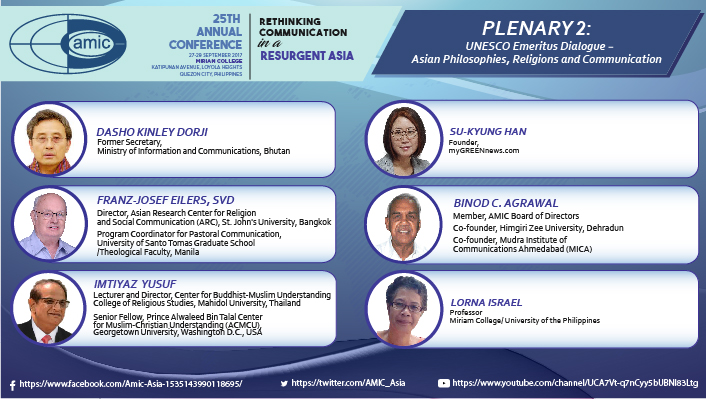 amic
25TH
ANNUAL
CONFERENCE
27-29 SEPTEMBER 2017
MIRIAN COLLEGE
KATIPUNAN AVENUE, LOYOLA HEIGHTS
QUEZON CITY, PHILIPPINES
RETHINKING
COMMUNICATION
in a
RESURGENT ASIA
PLENARY 2:
UNESCO Emeritus Dialogue –
Asian Philosophies, Religions and Communication
DASHO KINLEY DORJI
Former Secretary,
Ministry of Information and Communications, Bhutan
FRANZ-JOSEF EILERS, SVD
Director, Asian Research Center for Religion
and Social Communication (ARC), St. John's University, Bangkok
Program Coordinator for Pastoral Communication,
University of Santo Tomas Graduate School
/Theological Faculty, Manila
IMTIYAZ YUSUF
Lecturer and Director, Center for Buddhist-Muslim Understanding
College of Religious Studies, Mahidol University, Thailand
Senior Fellow, Prince Alwaleed Bin Talal Center
for Muslim-Christian Understanding (ACMCU),
Georgetown University, Washington D.C., USA
SU-KYUNG HAN
Founder,
myGREENnews.com
BINOD C. AGRAWAL
Member, AMIC Board of Directors
Co-founder, Himgiri Zee University, Dehradun
Co-founder, Mudra Institute of
Communications Ahmedabad (MICA)
LORNA ISRAEL
Professor
Miriam College/ University of the Philippines
https://www.facebook.com/Amic-Asia-1535143990118695/
https://twitter.com/AMIC_Asia
https://www.youtube.com/channel/UCA7Vt-q7nCyy5bUBNI83Ltg